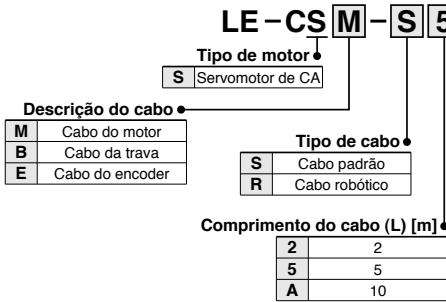 LE-CSM-S5
Tipo de motor
S Servomotor de CA
Descrição do cabo
M Cabo do motor
B Cabo da trava
E Cabo do encoder
Tipo de cabo
S Cabo padrão
R Cabo robótico
Comprimento do cabo (L) [m]
2 2
5 5
A 10